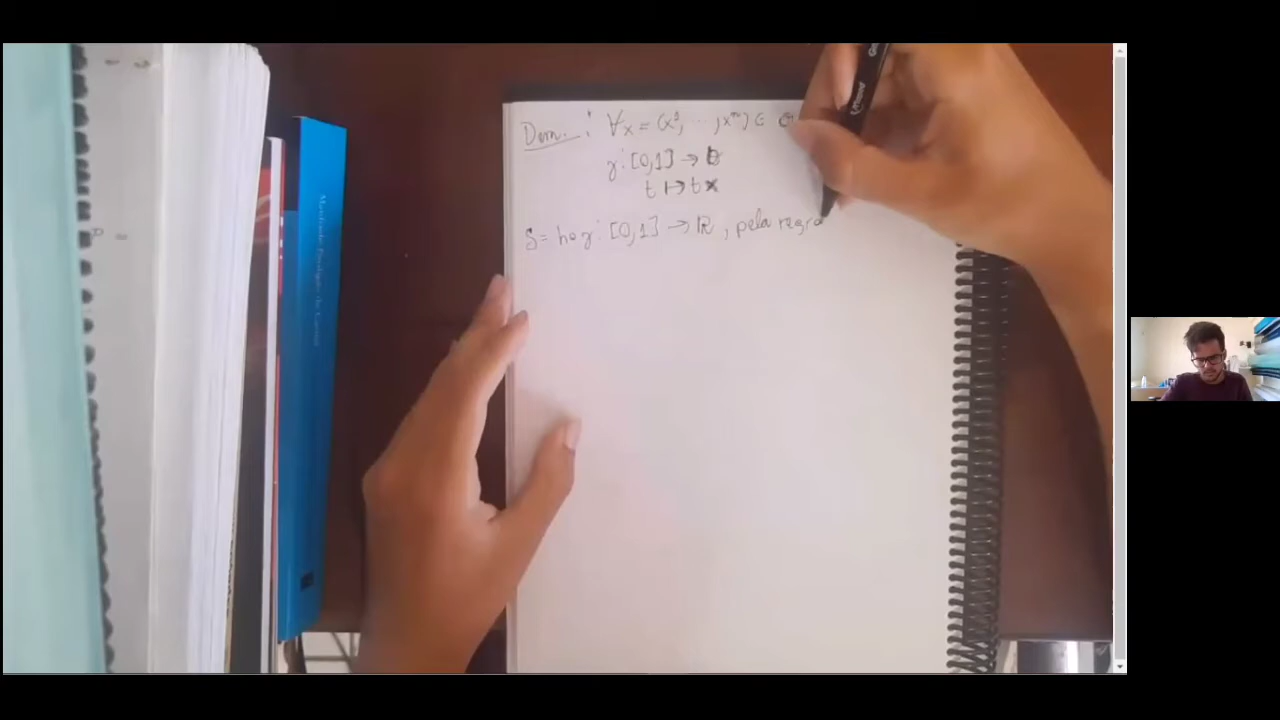 Dem.: ∀x = (x¹, ..., xⁿ) ∈ O
γ: [0,1] → O
t ↦ tx
S = h∘γ: [0,1] → ℝ, pela regra